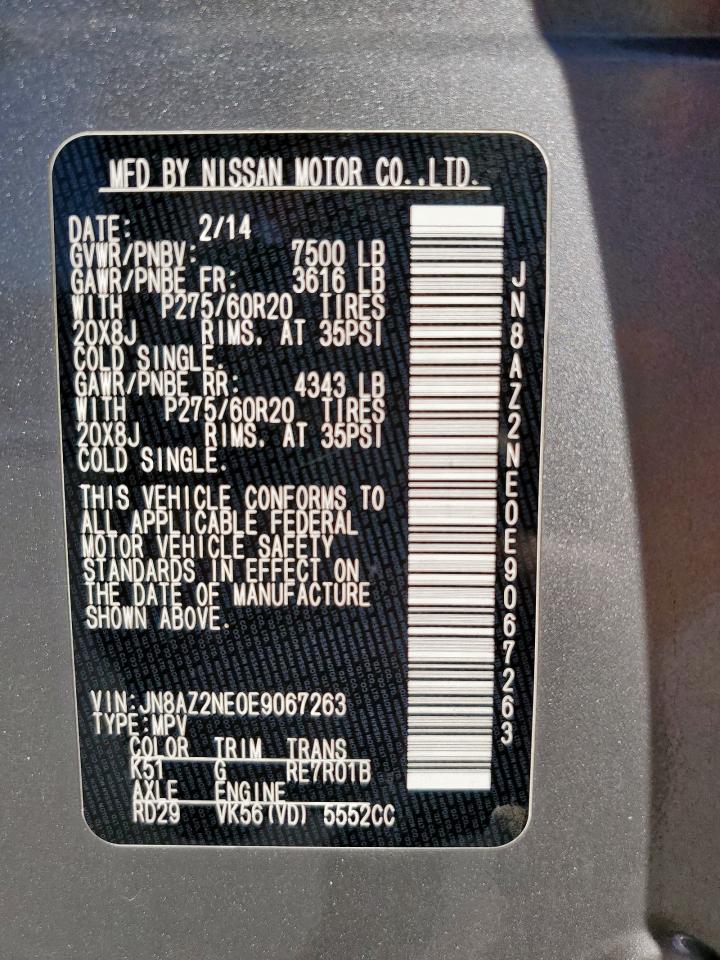 MFD BY NISSAN MOTOR CO.,LTD.
DATE: 2/14
GVWR/PNBV: 7500 LB
GAWR/PNBE FR: 3616 LB
WITH P275/60R20 TIRES
20X8J RIMS. AT 35PSI
COLD SINGLE.
GAWR/PNBE RR: 4343 LB
WITH P275/60R20 TIRES
20X8J RIMS. AT 35PSI
COLD SINGLE.
THIS VEHICLE CONFORMS TO
ALL APPLICABLE FEDERAL
MOTOR VEHICLE SAFETY
STANDARDS IN EFFECT ON
THE DATE OF MANUFACTURE
SHOWN ABOVE.
VIN:JN8AZ2NE0E9067263
TYPE:MPV
COLOR TRIM TRANS
K51 G RE7R01B
AXLE ENGINE
RD29 VK56(VD) 5552CC
JN8AZ2NE0E9067263